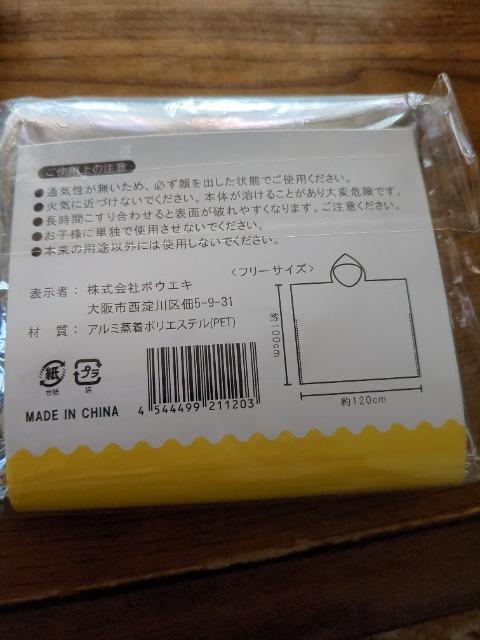 ご使用上の注意
●通気性が無いため、必ず顔を出した状態でご使用ください。
●火気に近づけないでください。本体が溶けることがあり大変危険です。
●長時間こすり合わせると表面が破れやすくなります。ご注意ください。
●お子様に単独で使用させないでください。
●本来の用途以外には使用しないでください。
<フリーサイズ>
表示者：株式会社ボウエキ
大阪市西淀川区佃5-9-31
材　質：アルミ蒸着ポリエステル(PET)
約100cm
約120cm
紙
台紙
プラ
袋
MADE IN CHINA
4 544499 211203